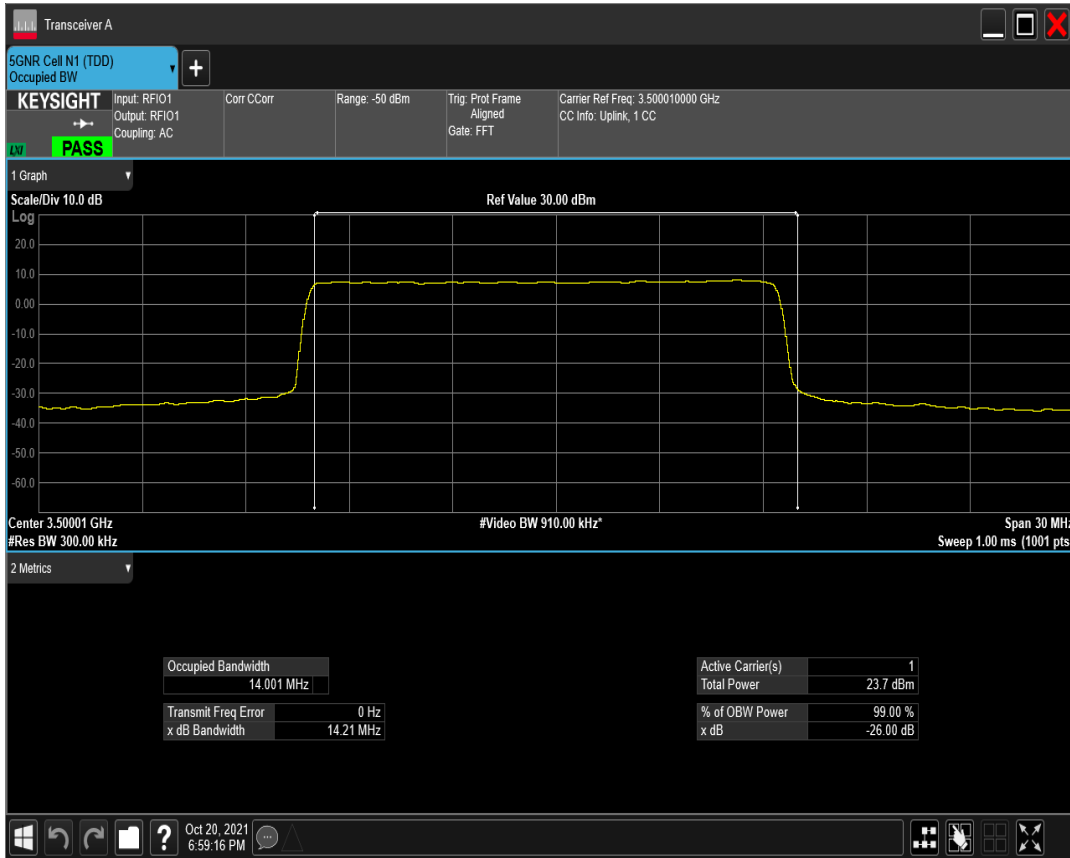 Transceiver A
5GNR Cell N1 (TDD)
Occupied BW
+
KEYSIGHT
LXI
PASS
Input: RFIO1
Output: RFIO1
Coupling: AC
Corr CCorr
Range: -50 dBm
Trig: Prot Frame
Aligned
Gate: FFT
Carrier Ref Freq: 3.500010000 GHz
CC Info: Uplink, 1 CC
1 Graph
Scale/Div 10.0 dB
Ref Value 30.00 dBm
Log
20.0
10.0
0.00
-10.0
-20.0
-30.0
-40.0
-50.0
-60.0
Center 3.50001 GHz
#Video BW 910.00 kHz*
Span 30 MHz
#Res BW 300.00 kHz
Sweep 1.00 ms (1001 pts
2 Metrics
Occupied Bandwidth
14.001 MHz
Transmit Freq Error 0 Hz
x dB Bandwidth 14.21 MHz
Active Carrier(s) 1
Total Power 23.7 dBm
% of OBW Power 99.00 %
x dB -26.00 dB
?
Oct 20, 2021
6:59:16 PM